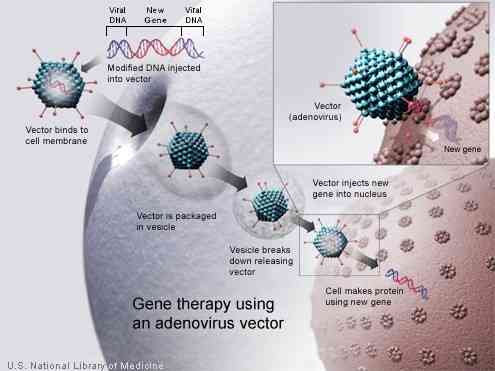 Viral DNA
New Gene
Viral DNA
Modified DNA injected
into vector
Vector binds to
cell membrane
Vector is packaged
in vesicle
Vesicle breaks
down releasing
vector
Vector
(adenovirus)
New gene
Vector injects new
gene into nucleus
Cell makes protein
using new gene
Gene therapy using
an adenovirus vector
U.S. National Library of Medicine